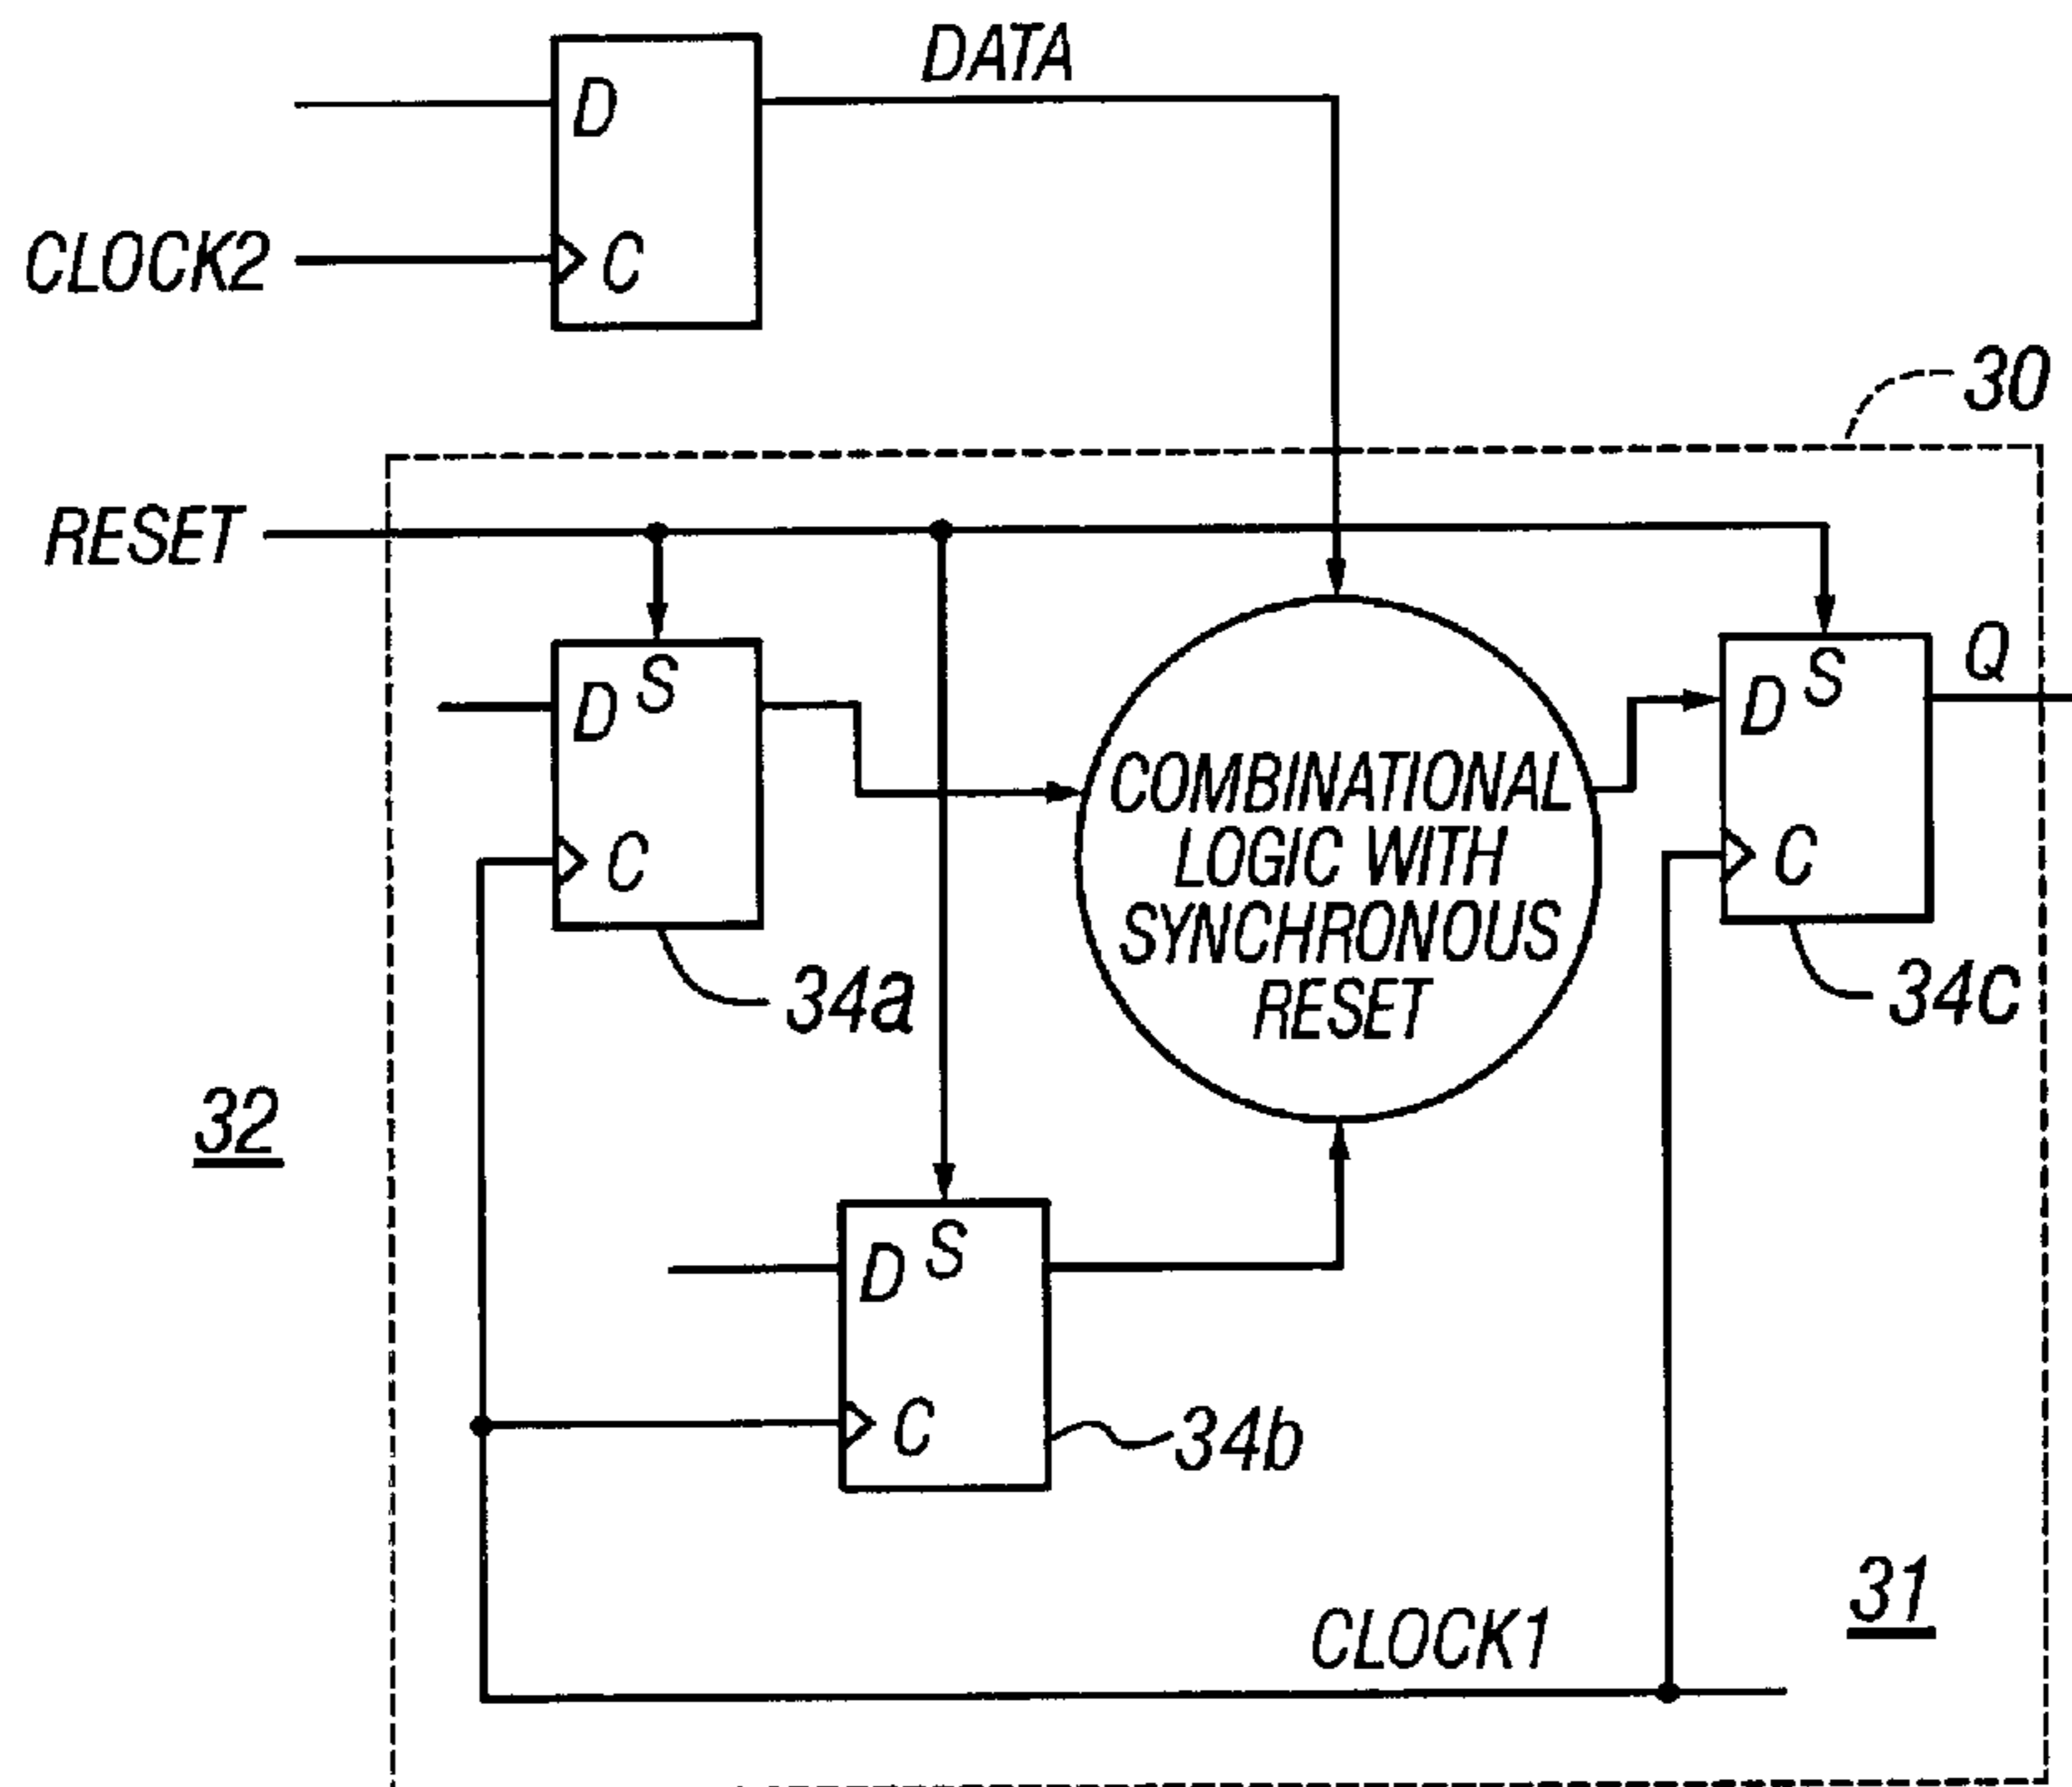 DATA
D
CLOCK2
C
30
RESET
S
D
C
34a
COMBINATIONAL
LOGIC WITH
SYNCHRONOUS
RESET
S
D
Q
C
34c
32
S
D
C
34b
31
CLOCK1